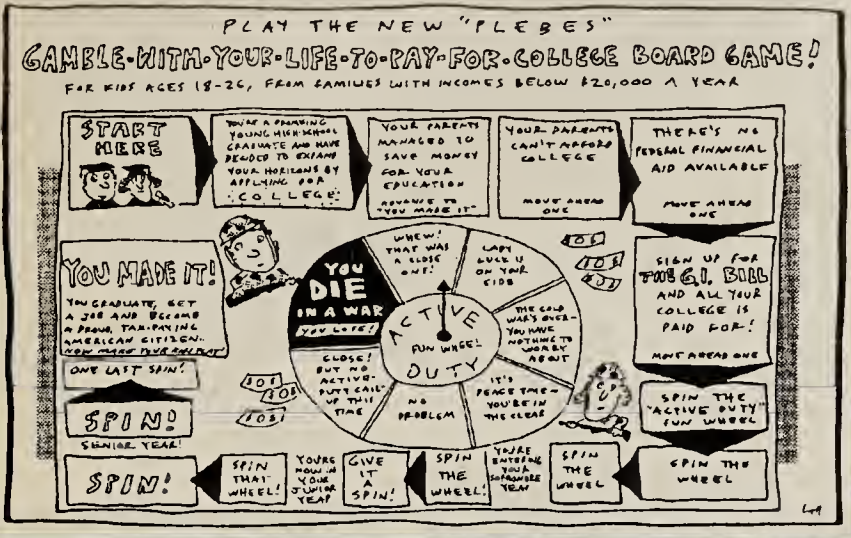 PLAY THE NEW "PLEBES"
GAMBLE-WITH-YOUR-LIFE-TO-PAY-FOR-COLLEGE BOARD GAME!
FOR KIDS AGES 18-26, FROM FAMILIES WITH INCOMES BELOW $20,000 A YEAR
START
HERE
YOU'RE A PROMISING
YOUNG HIGH-SCHOOL
GRADUATE AND HAVE
DECIDED TO EXPAND
YOUR HORIZONS BY
APPLYING FOR
COLLEGE
YOUR PARENTS
MANAGED TO
SAVE MONEY
FOR YOUR
EDUCATION
ADVANCE TO
"YOU MADE IT"
YOUR PARENTS
CAN'T AFFORD
COLLEGE
MOVE AHEAD
ONE
THERE'S NO
FEDERAL FINANCIAL
AID AVAILABLE
MOVE AHEAD
ONE
SIGN UP FOR
THE G.I. BILL
AND ALL YOUR
COLLEGE IS
PAID FOR!
MOVE AHEAD ONE
SPIN THE
"ACTIVE DUTY"
FUN WHEEL
SPIN THE
WHEEL
SPIN
THE
WHEEL
YOU'RE
ENTERING
YOUR
SOPHOMORE
YEAR
SPIN
THE
WHEEL!
GIVE
IT
A
SPIN!
YOU'RE
NOW IN
YOUR
JUNIOR
YEAR
SPIN
THAT
WHEEL!
SPIN!
SENIOR YEAR!
SPIN!
ONE LAST SPIN!
YOU MADE IT!
YOU GRADUATE, GET
A JOB AND BECOME
A PROUD, TAX-PAYING
AMERICAN CITIZEN-
ACTIVE
FUN WHEEL
DUTY
YOU
DIE
IN A WAR
YOU LOSE!
WHEW!
THAT WAS
A CLOSE
ONE!
LADY
LUCK IS
ON YOUR
SIDE
THE COLD
WAR'S OVER-
YOU HAVE
NOTHING TO
WORRY
ABOUT
IT'S
PEACE TIME-
YOU'RE IN
THE CLEAR
NO
PROBLEM
CLOSE!
BUT NO
ACTIVE-
DUTY CALL-
UP THIS
TIME